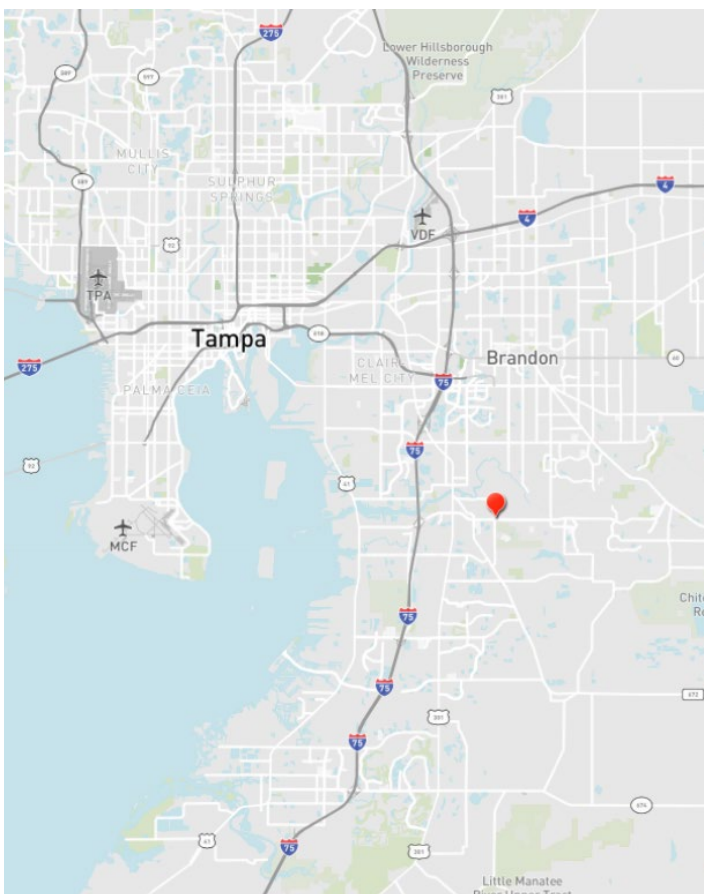 275
Lower Hillsborough
Wilderness
Preserve
589
597
301
MULLIS
CITY
SULPHUR
SPRINGS
589
4
4
VDF
92
TPA
Tampa
618
CLAIR
MEL CITY
Brandon
60
275
PALMA CEIA
75
75
92
41
MCF
75
75
672
301
75
674
41
75
301
Little Manatee